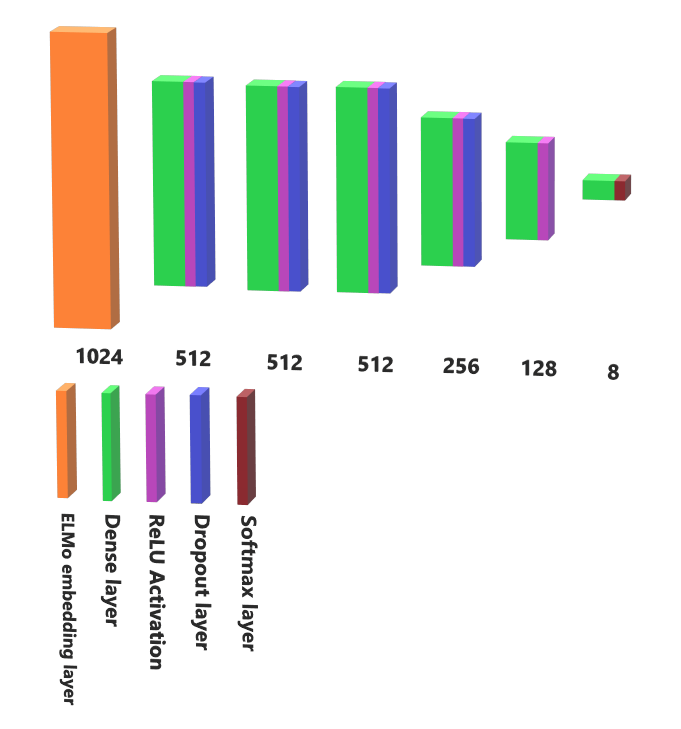 1024
512
512
512
256
128
8
ELMo embedding layer
Dense layer
ReLU Activation
Dropout layer
Softmax layer